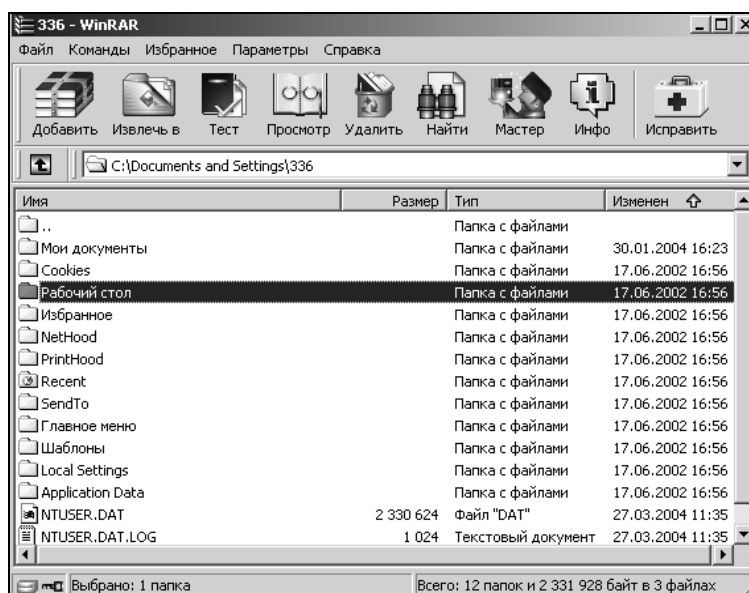 336 - WinRAR
Файл Команды Избранное Параметры Справка
Добавить Извлечь в Тест Просмотр Удалить Найти Мастер Инфо Исправить
C:\Documents and Settings\336
Имя Размер Тип Изменен
.. Папка с файлами
Мои документы Папка с файлами 30.01.2004 16:23
Cookies Папка с файлами 17.06.2002 16:56
Рабочий стол Папка с файлами 17.06.2002 16:56
Избранное Папка с файлами 17.06.2002 16:56
NetHood Папка с файлами 17.06.2002 16:56
PrintHood Папка с файлами 17.06.2002 16:56
Recent Папка с файлами 17.06.2002 16:56
SendTo Папка с файлами 17.06.2002 16:56
Главное меню Папка с файлами 17.06.2002 16:56
Шаблоны Папка с файлами 17.06.2002 16:56
Local Settings Папка с файлами 17.06.2002 16:56
Application Data Папка с файлами 17.06.2002 16:56
NTUSER.DAT 2 330 624 Файл "DAT" 27.03.2004 11:35
NTUSER.DAT.LOG 1 024 Текстовый документ 27.03.2004 11:35
Выбрано: 1 папка Всего: 12 папок и 2 331 928 байт в 3 файлах